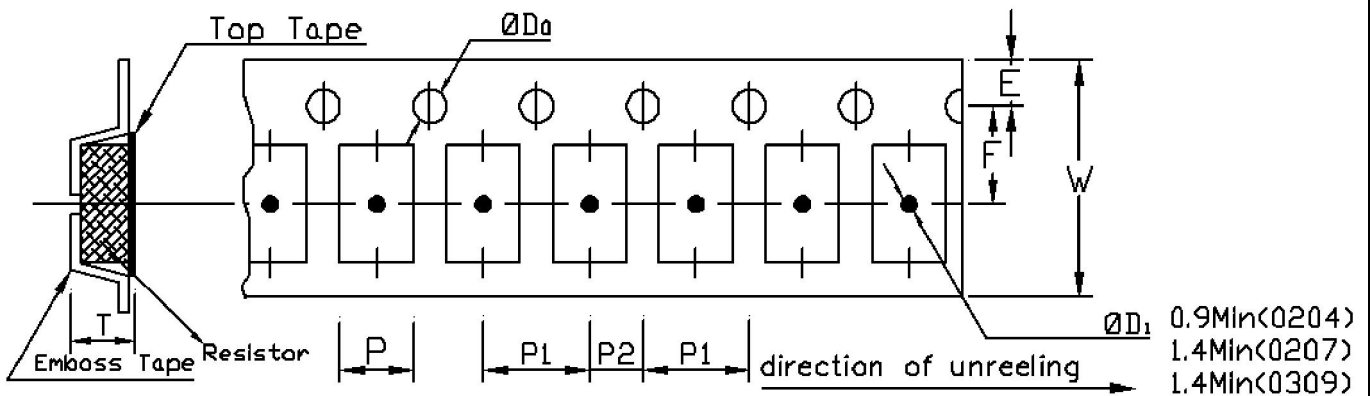 Top Tape
ØDa
E
F
W
T
Emboss Tape
Resistor
P
P1
P2
P1
direction of unreeling
ØD1 0.9Min(0204)
1.4Min(0207)
1.4Min(0309)